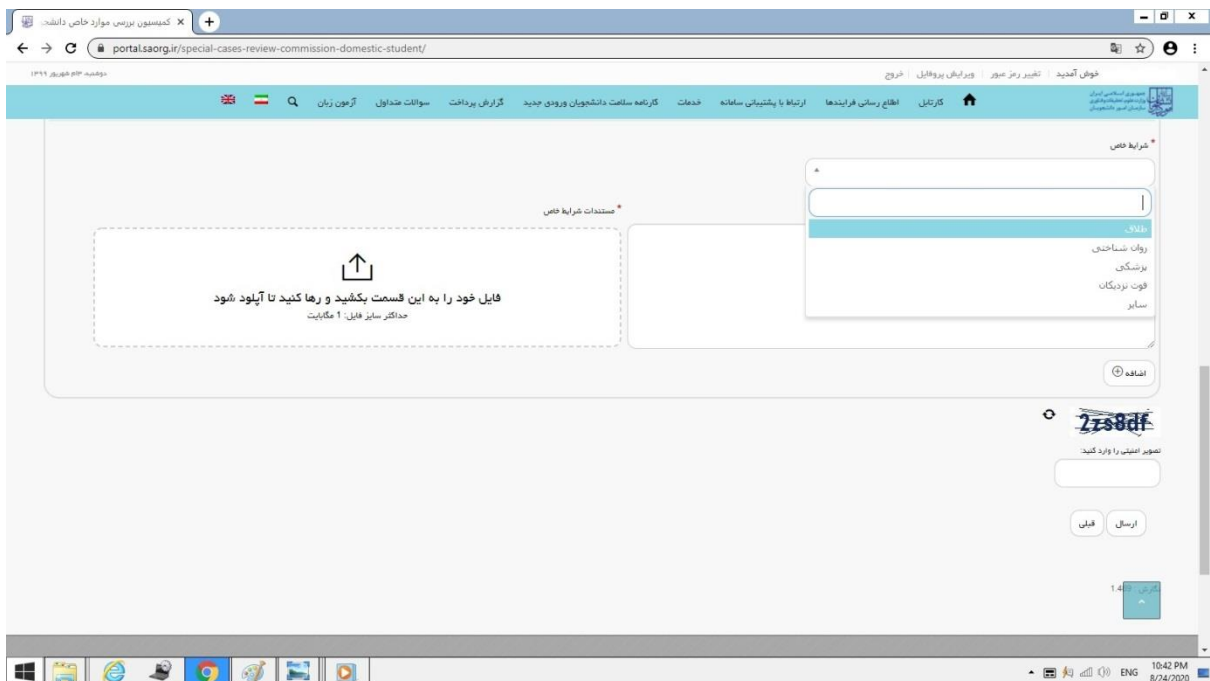 کمیسیون بررسی موارد خاص دانشجـ
portal.saorg.ir/special-cases-review-commission-domestic-student/
خوش آمدید | تغییر رمز عبور | ویرایش پروفایل | خروج
دوشنبه، ۳ام شهریور ۱۳۹۹
کارتابل اطلاع رسانی فرایندها ارتباط با پشتیبانی سامانه خدمات کارنامه سلامت دانشجویان ورودی جدید گزارش پرداخت سوالات متداول آزمون زبان
* شرایط خاص
طلاق
روان شناختی
پزشکی
فوت نزدیکان
سایر
* مستندات شرایط خاص
فایل خود را به این قسمت بکشید و رها کنید تا آپلود شود
حداکثر سایز فایل: 1 مگابایت
اضافه
2zs8df
تصویر امنیتی را وارد کنید:
ارسال قبلی
ENG
10:42 PM
8/24/2020